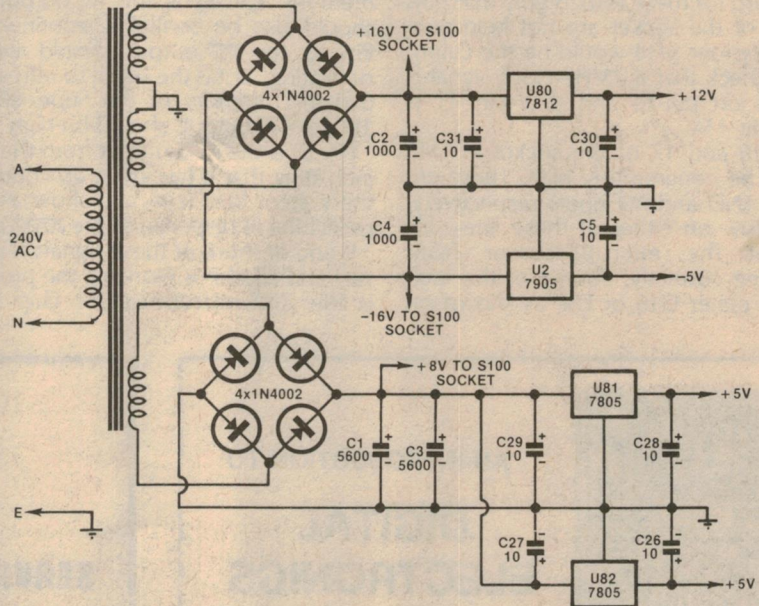 +16V TO S100
SOCKET
4x1N4002
U80
7812
+12V
C2
1000
C31
10
C30
10
A
240V
AC
N
C4
1000
C5
10
U2
7905
-5V
-16V TO S100
SOCKET
+8V TO S100
SOCKET
4x1N4002
U81
7805
+5V
C1
5600
C3
5600
C29
10
C28
10
E
C27
10
C26
10
U82
7805
+5V